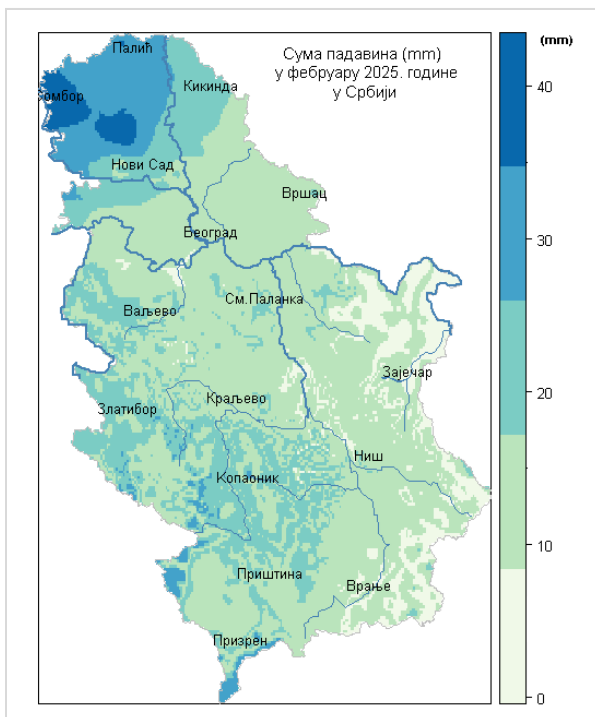 Сума падавина (mm)
у фебруару 2025. године
у Србији
(mm)
Палић
Кикинда
40
Нови Сад
Вршац
Београд
30
См.Паланка
Ваљево
Зајечар
20
Златибор
Краљево
Ниш
Копаоник
10
Приштина
Врање
Призрен
0